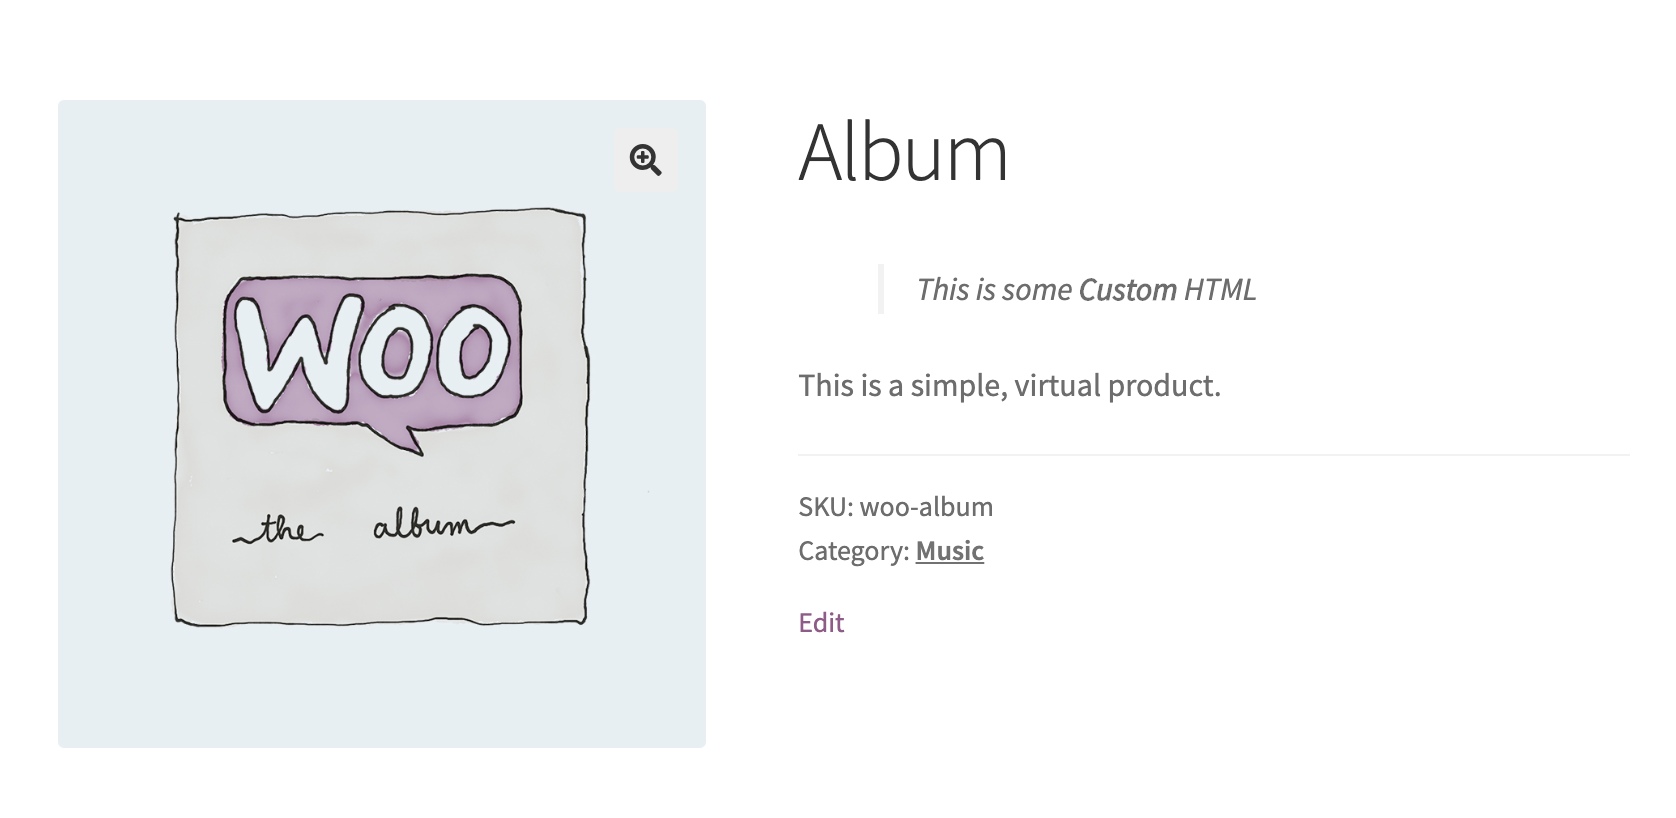 Woo
the album
Album
This is some Custom HTML
This is a simple, virtual product.
SKU: woo-album
Category: Music
Edit